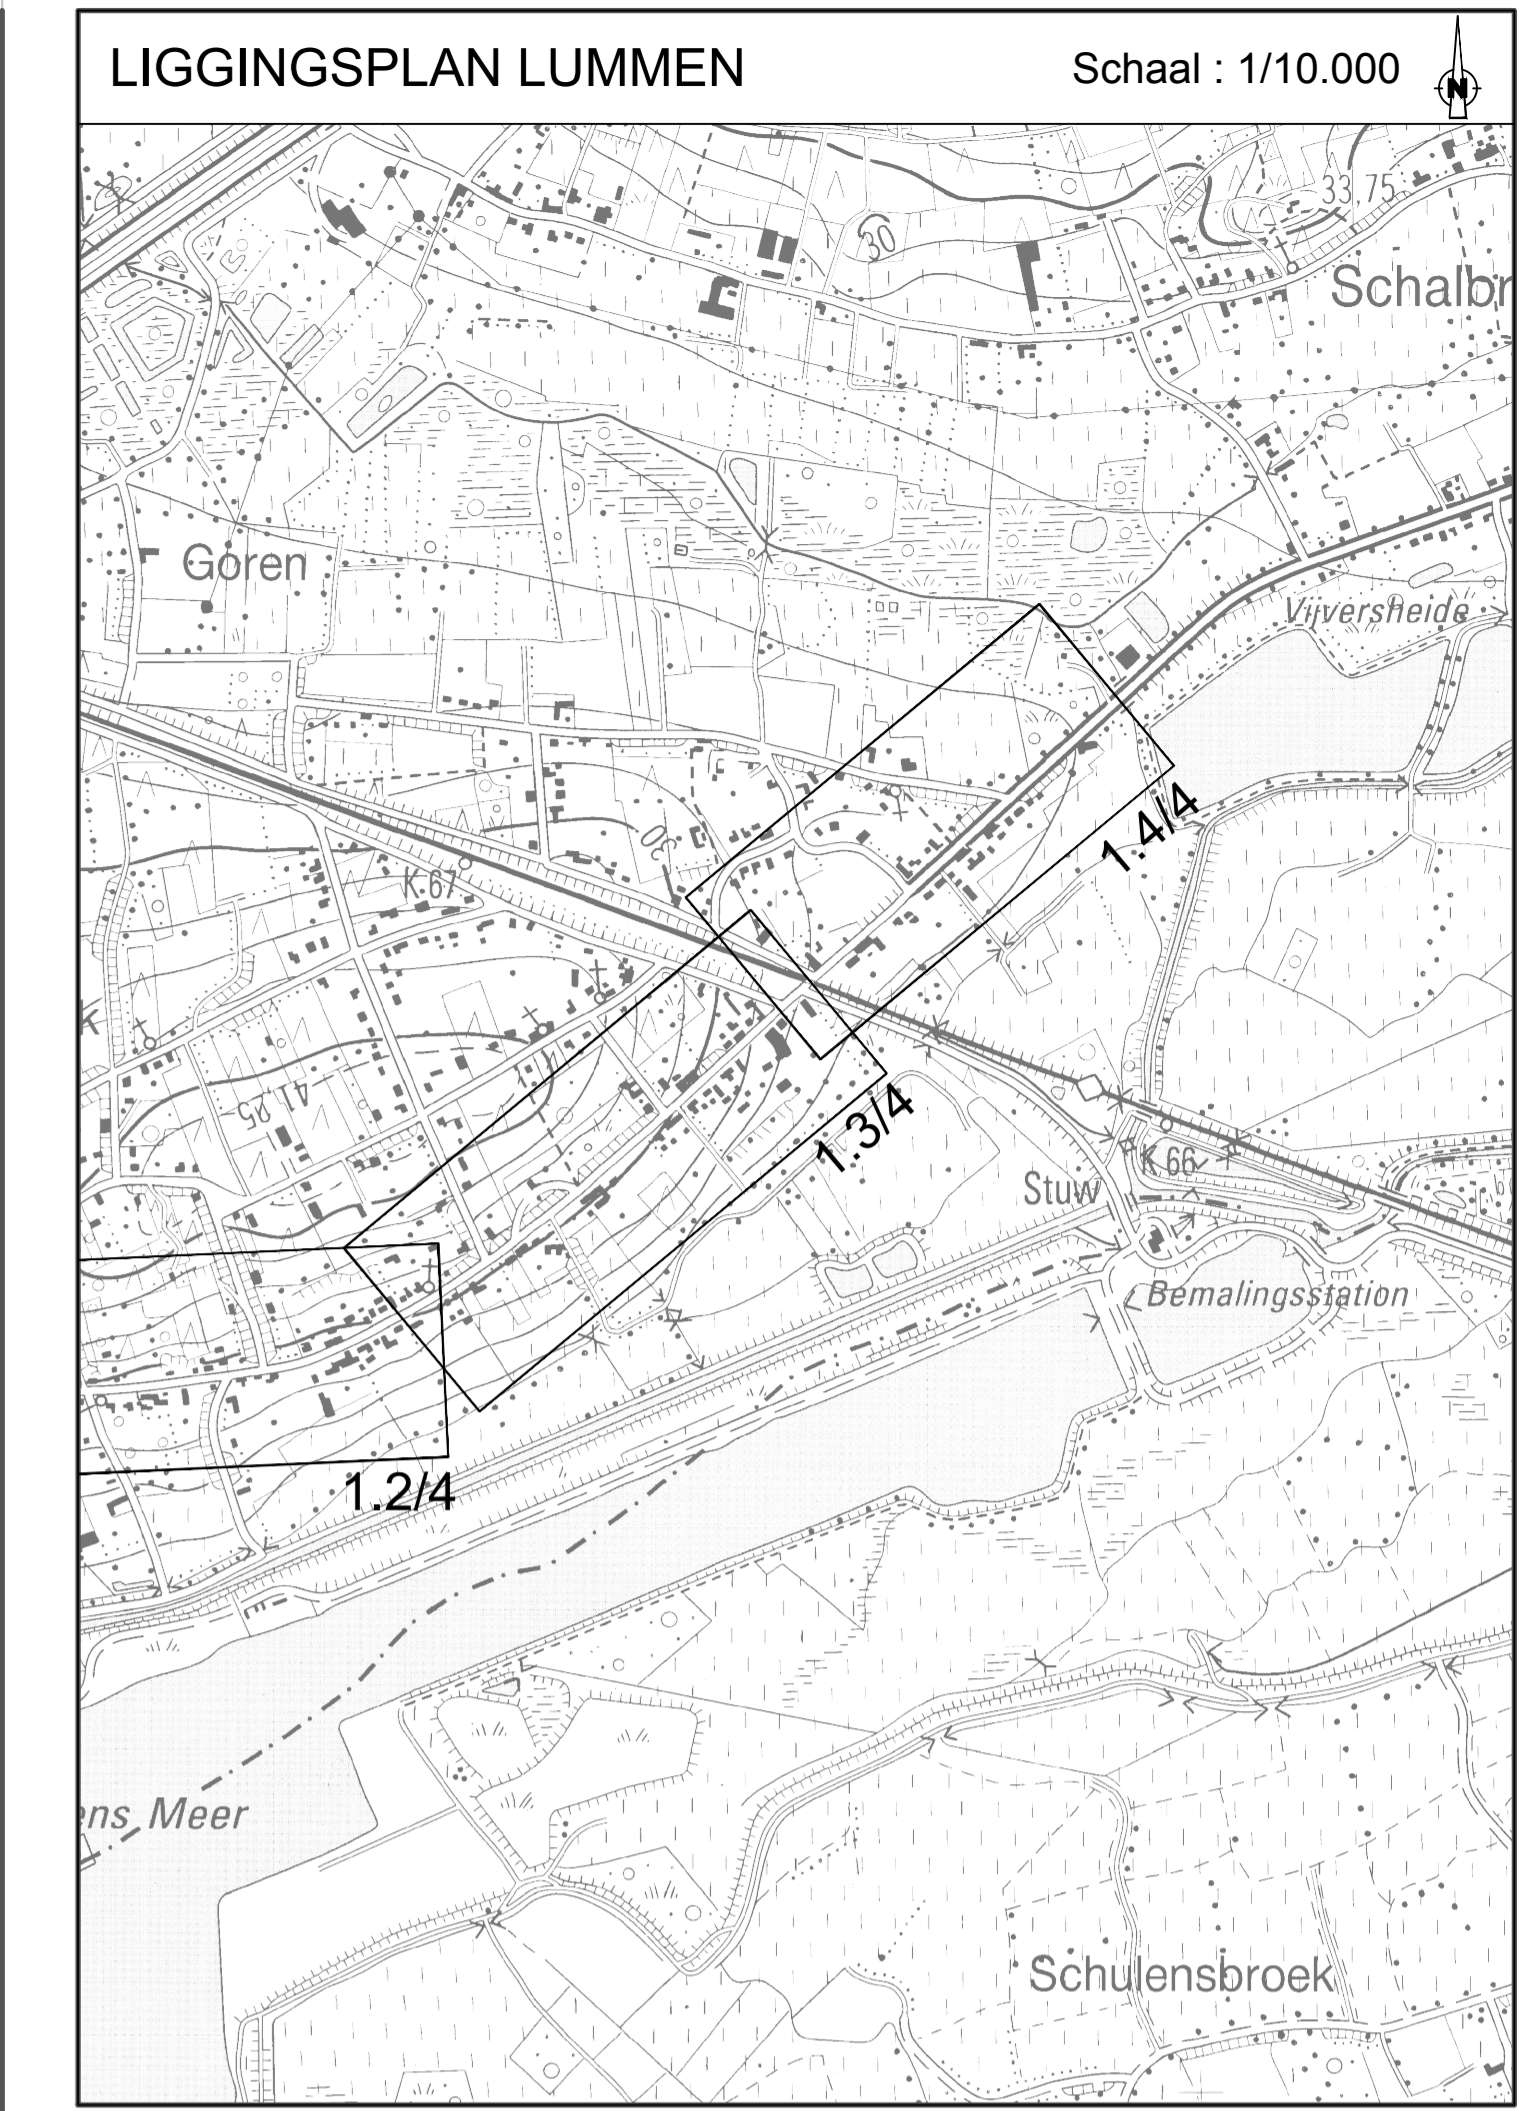 LIGGINGSPLAN LUMMEN
Schaal : 1/10.000
N
33,75
30
Schalbr
Goren
Vijversheide
1.4/4
30
K 67
41,25
1.3/4
K 66
Stuw
Bemalingsstation
1.2/4
ens Meer
Schulensbroek